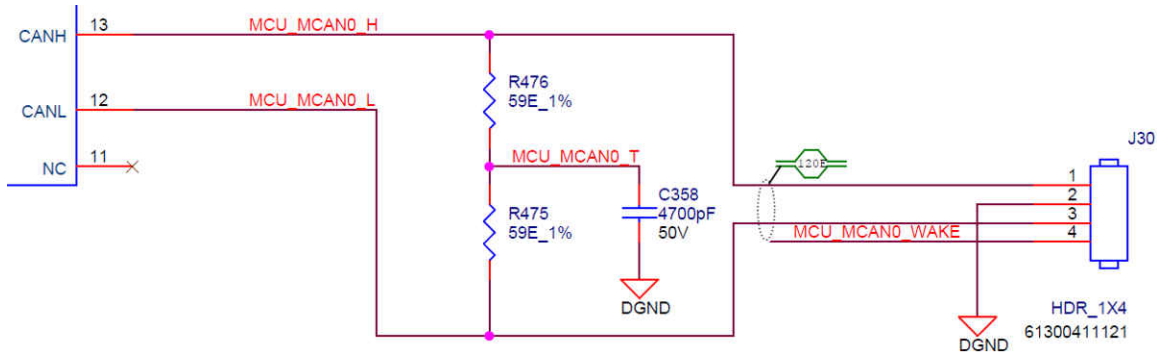 CANH
13
MCU_MCAN0_H
CANL
12
MCU_MCAN0_L
NC
11
R476
59E_1%
MCU_MCAN0_T
R475
59E_1%
C358
4700pF
50V
DGND
120E
J30
1
2
3
4
MCU_MCAN0_WAKE
DGND
HDR_1X4
61300411121